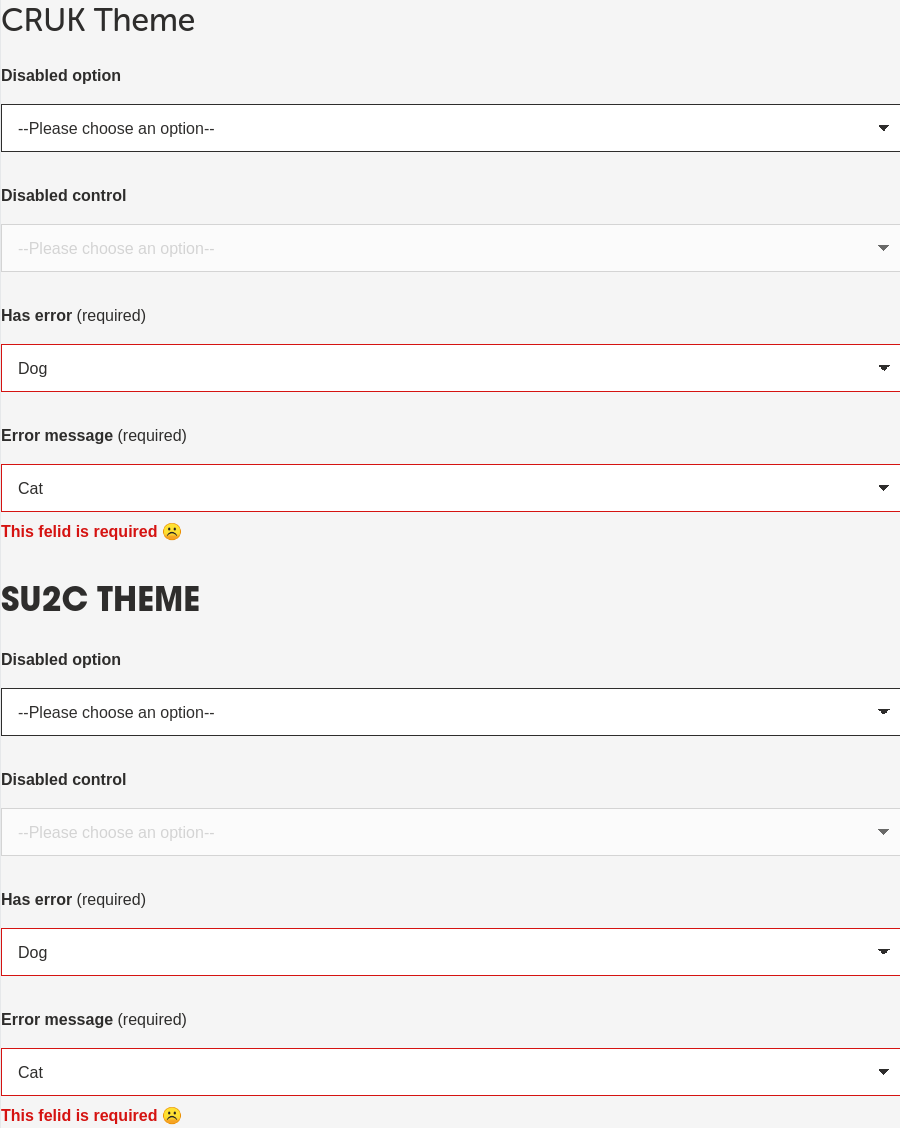 CRUK Theme
Disabled option
--Please choose an option--
Disabled control
--Please choose an option--
Has error (required)
Dog
Error message (required)
Cat
This felid is required ☹️
SU2C THEME
Disabled option
--Please choose an option--
Disabled control
--Please choose an option--
Has error (required)
Dog
Error message (required)
Cat
This felid is required ☹️